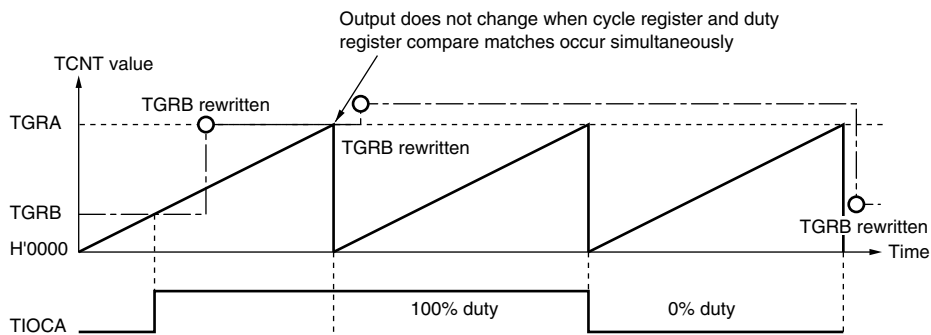 Output does not change when cycle register and duty
register compare matches occur simultaneously
TCNT value
TGRB rewritten
TGRA
TGRB rewritten
TGRB
TGRB rewritten
H'0000
Time
100% duty
0% duty
TIOCA